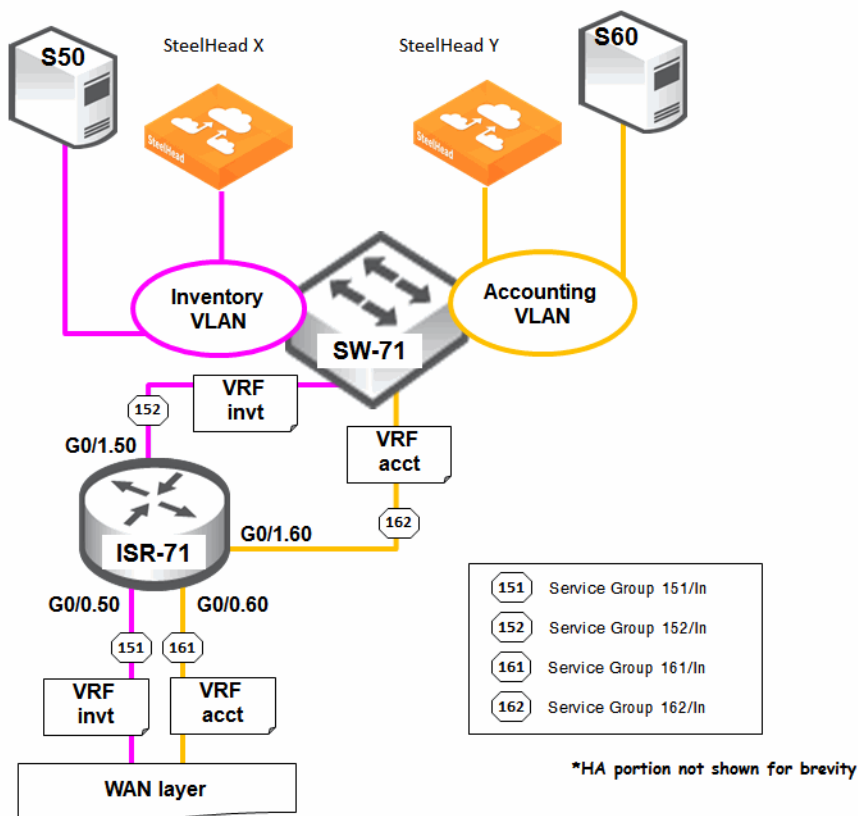 SteelHead X
SteelHead Y
S50
S60
SteelHead
SteelHead
Inventory
VLAN
Accounting
VLAN
SW-71
VRF
invt
152
G0/1.50
VRF
acct
162
G0/1.60
ISR-71
G0/0.50
G0/0.60
151
161
VRF
invt
VRF
acct
WAN layer
151 Service Group 151/In
152 Service Group 152/In
161 Service Group 161/In
162 Service Group 162/In
*HA portion not shown for brevity